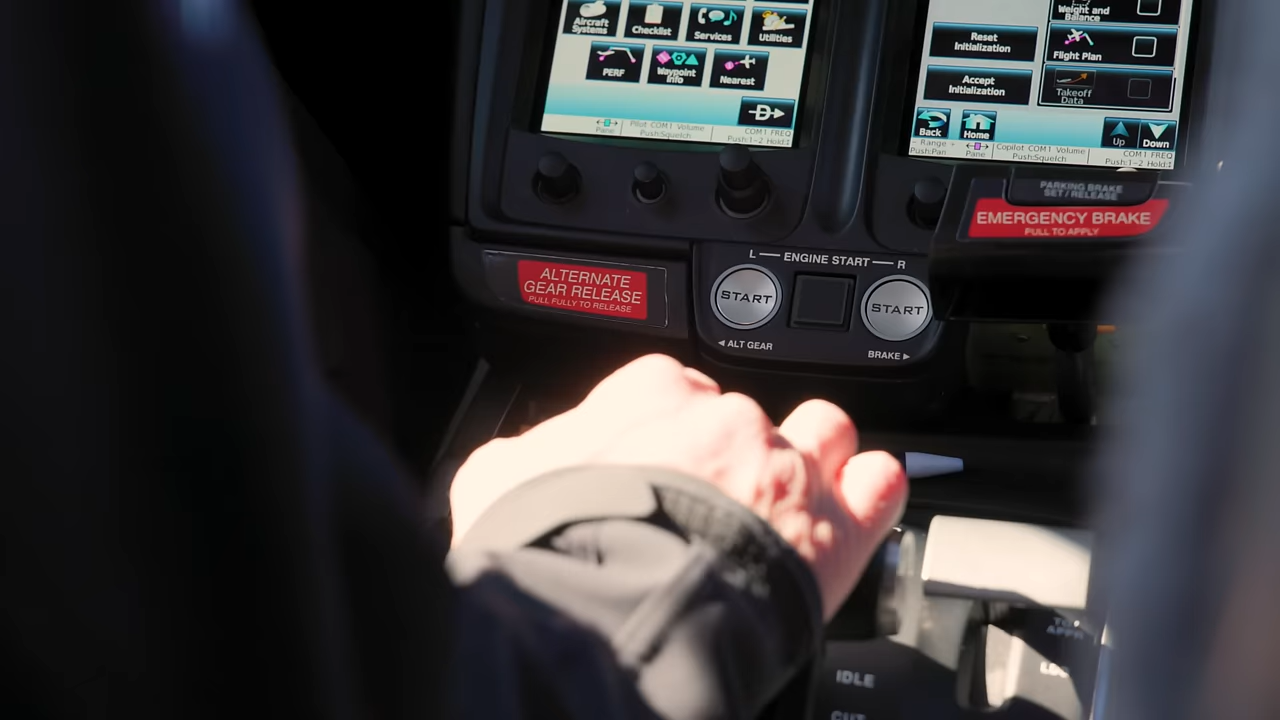 Aircraft
Systems
Checklist
Services
Utilities
PERF
Waypoint
Info
Nearest
Pane
Pilot COM1 Volume
Push:Squelch
COM1 FREQ
Push:1-2 Hold:↕
Weight and
Balance
Reset
Initialization
Flight Plan
Accept
Initialization
Takeoff
Data
Back
Home
Up
Down
- Range +
Push:Pan
Pane
Copilot COM1 Volume
Push:Squelch
COM1 FREQ
Push:1-2 Hold:↕
PARKING BRAKE
SET / RELEASE
EMERGENCY BRAKE
PULL TO APPLY
ALTERNATE
GEAR RELEASE
PULL FULLY TO RELEASE
L ENGINE START R
START
START
◄ ALT GEAR
BRAKE ►
IDLE